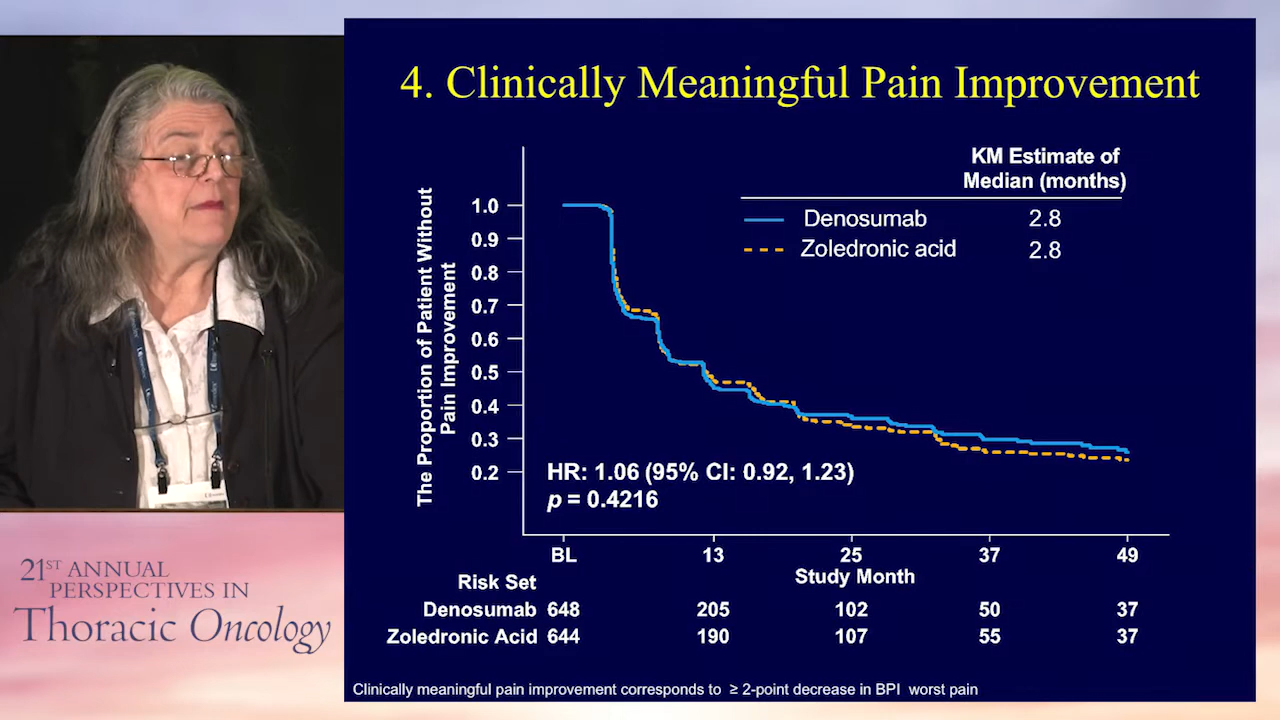 4. Clinically Meaningful Pain Improvement
KM Estimate of
Median (months)
Denosumab 2.8
Zoledronic acid 2.8
The Proportion of Patient Without
Pain Improvement
1.0
0.9
0.8
0.7
0.6
0.5
0.4
0.3
0.2
HR: 1.06 (95% CI: 0.92, 1.23)
p = 0.4216
BL 13 25 37 49
Study Month
Risk Set
Denosumab 648 205 102 50 37
Zoledronic Acid 644 190 107 55 37
Clinically meaningful pain improvement corresponds to ≥ 2-point decrease in BPI worst pain
21ST ANNUAL
PERSPECTIVES IN
Thoracic Oncology